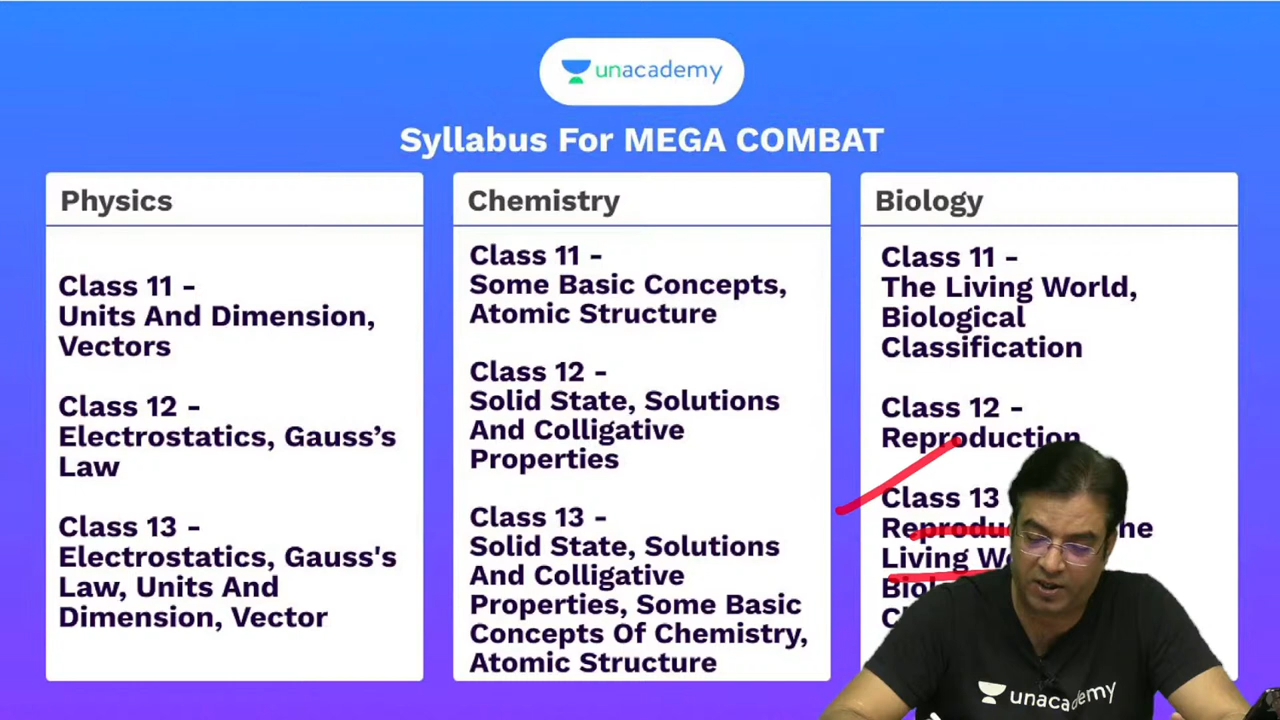 unacademy
Syllabus For MEGA COMBAT
Physics
Class 11 -
Units And Dimension,
Vectors
Class 12 -
Electrostatics, Gauss’s
Law
Class 13 -
Electrostatics, Gauss's
Law, Units And
Dimension, Vector
Chemistry
Class 11 -
Some Basic Concepts,
Atomic Structure
Class 12 -
Solid State, Solutions
And Colligative
Properties
Class 13 -
Solid State, Solutions
And Colligative
Properties, Some Basic
Concepts Of Chemistry,
Atomic Structure
Biology
Class 11 -
The Living World,
Biological
Classification
Class 12 -
Reproduction
Class 13
Living
unacademy